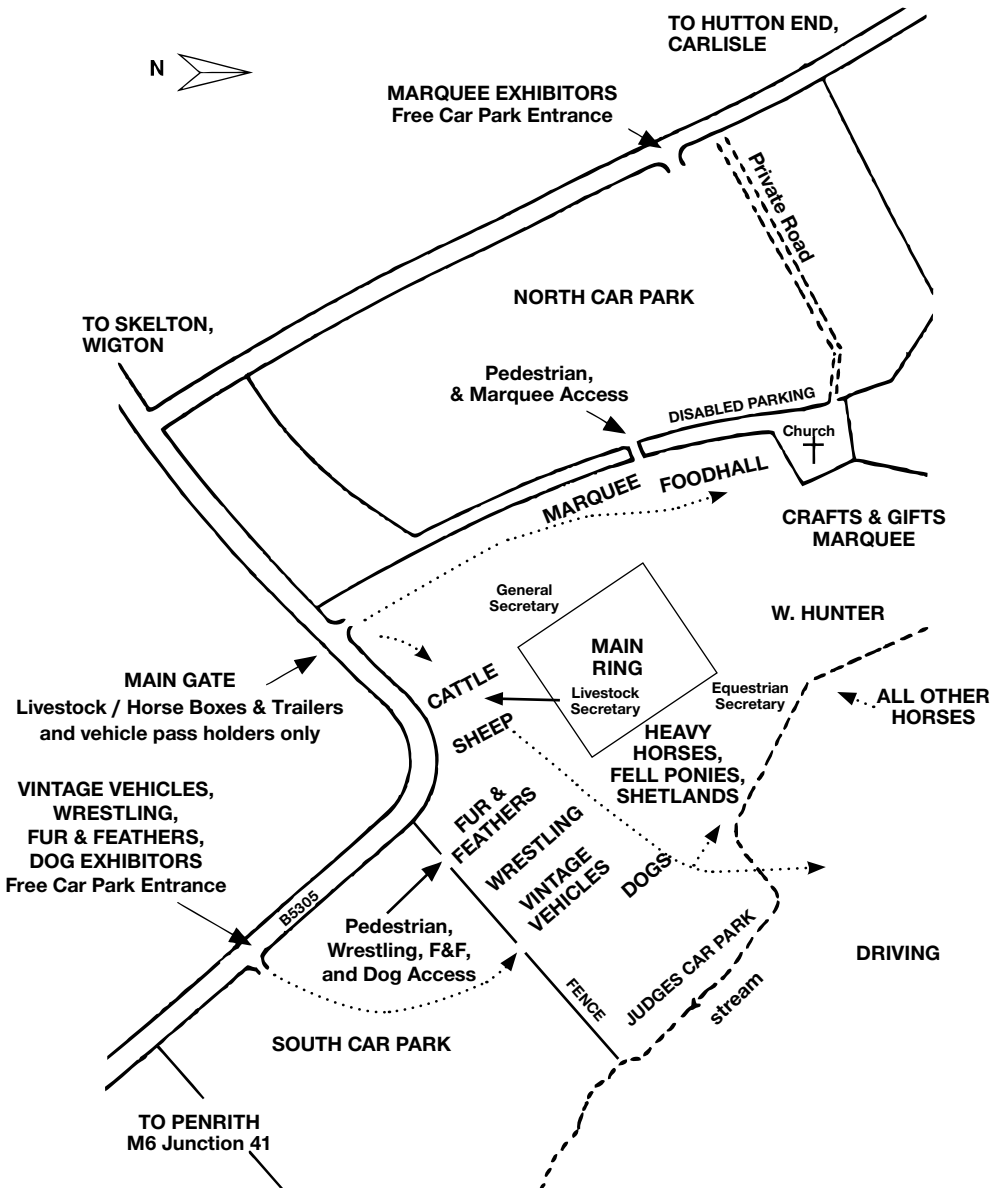 TO HUTTON END,
CARLISLE
N
MARQUEE EXHIBITORS
Free Car Park Entrance
Private Road
NORTH CAR PARK
TO SKELTON,
WIGTON
Pedestrian,
& Marquee Access
DISABLED PARKING
Church
MARQUEE
FOODHALL
CRAFTS & GIFTS
MARQUEE
General
Secretary
W. HUNTER
MAIN
RING
MAIN GATE
Livestock / Horse Boxes & Trailers
and vehicle pass holders only
CATTLE
Livestock
Secretary
Equestrian
Secretary
ALL OTHER
HORSES
SHEEP
HEAVY
HORSES,
FELL PONIES,
SHETLANDS
VINTAGE VEHICLES,
WRESTLING,
FUR & FEATHERS,
DOG EXHIBITORS
Free Car Park Entrance
FUR &
FEATHERS
WRESTLING
VINTAGE
VEHICLES
DOGS
B5305
Pedestrian,
Wrestling, F&F,
and Dog Access
JUDGES CAR PARK
DRIVING
FENCE
stream
SOUTH CAR PARK
TO PENRITH
M6 Junction 41